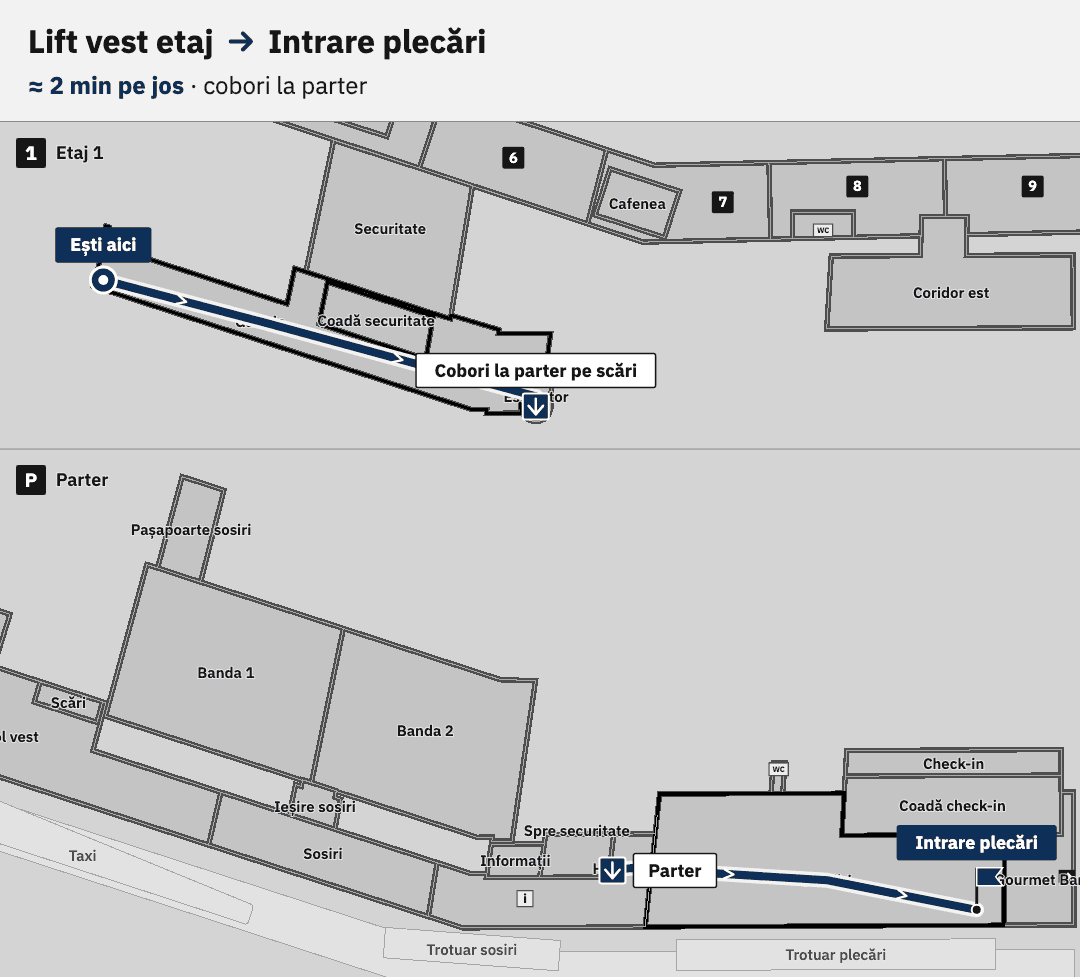 Lift vest etaj → Intrare plecări
≈ 2 min pe jos · cobori la parter
1 Etaj 1
6
Cafenea
7
8
9
WC
Securitate
Ești aici
Coadă securitate
Coridor est
Cobori la parter pe scări
P Parter
Pașapoarte sosiri
Banda 1
Scări
vest
Banda 2
WC
Check-in
Coadă check-in
Ieșire sosiri
Spre securitate
Intrare plecări
Sosiri
Informații
Parter
Gourmet Bar
Taxi
i
Trotuar sosiri
Trotuar plecări